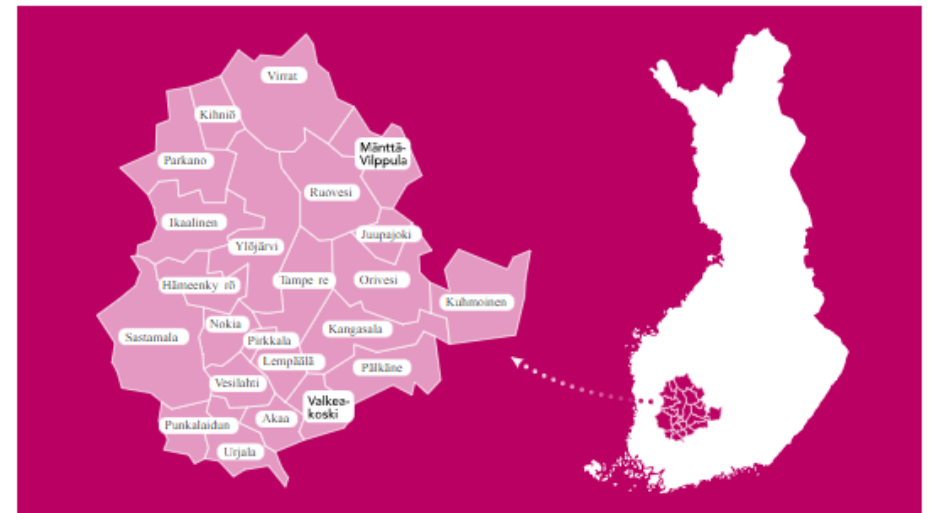 Virrat
Kihniö
Mänttä-
Vilppula
Parkano
Ruovesi
Ikaalinen
Juupajoki
Ylöjärvi
Hämeenky rö
Tampe re
Orivesi
Kuhmoinen
Nokia
Kangasala
Sastamala
Pirkkala
Lempäälä
Pälkäne
Vesilahti
Valkea-
koski
Akaa
Punkalaidun
Urjala